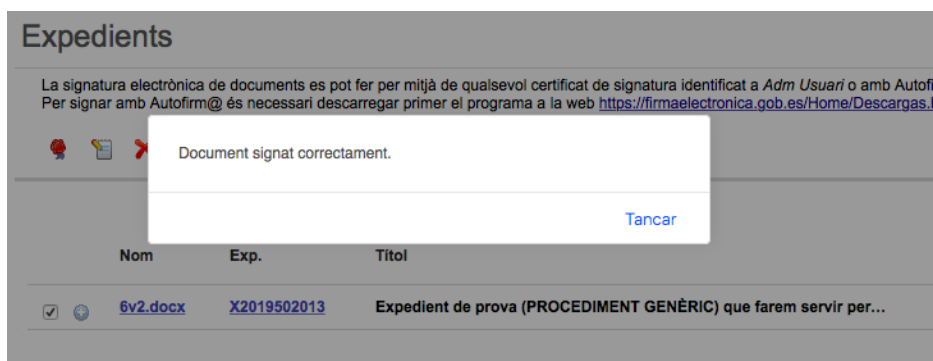 Expedients
La signatura electrònica de documents es pot fer per mitjà de qualsevol certificat de signatura identificat a Adm Usuari o amb Autofi
Per signar amb Autofirm@ és necessari descarregar primer el programa a la web https://firmaelectronica.gob.es/Home/Descargas.
Document signat correctament.
Tancar
Nom Exp. Títol
6v2.docx X2019502013 Expedient de prova (PROCEDIMENT GENÈRIC) que farem servir per...